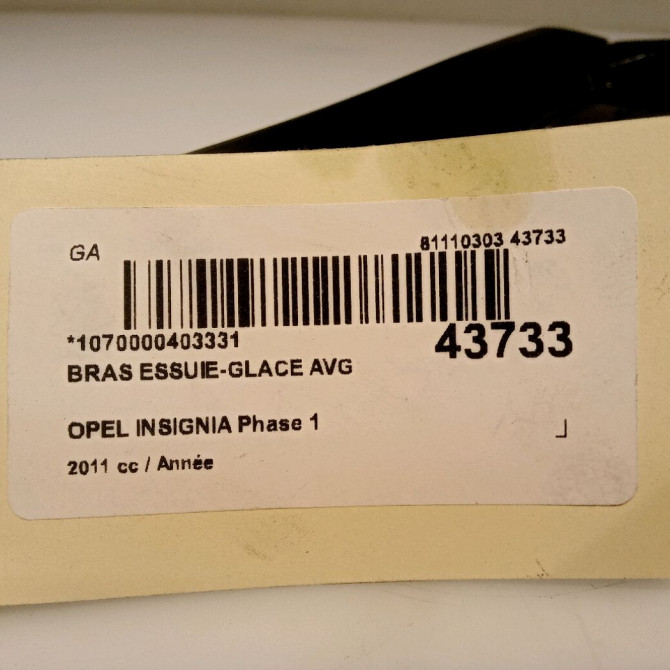 GA
81110303 43733
*1070000403331
43733
BRAS ESSUIE-GLACE AVG
OPEL INSIGNIA Phase 1
2011 cc / Année